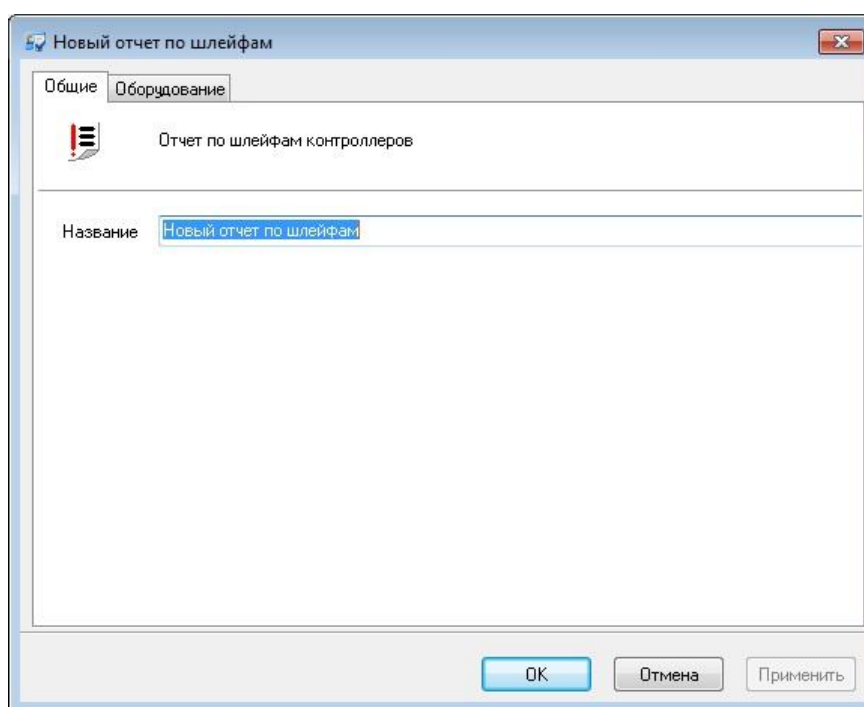 Новый отчет по шлейфам
Общие Оборудование
Отчет по шлейфам контроллеров
Название Новый отчет по шлейфам
OK Отмена Применить